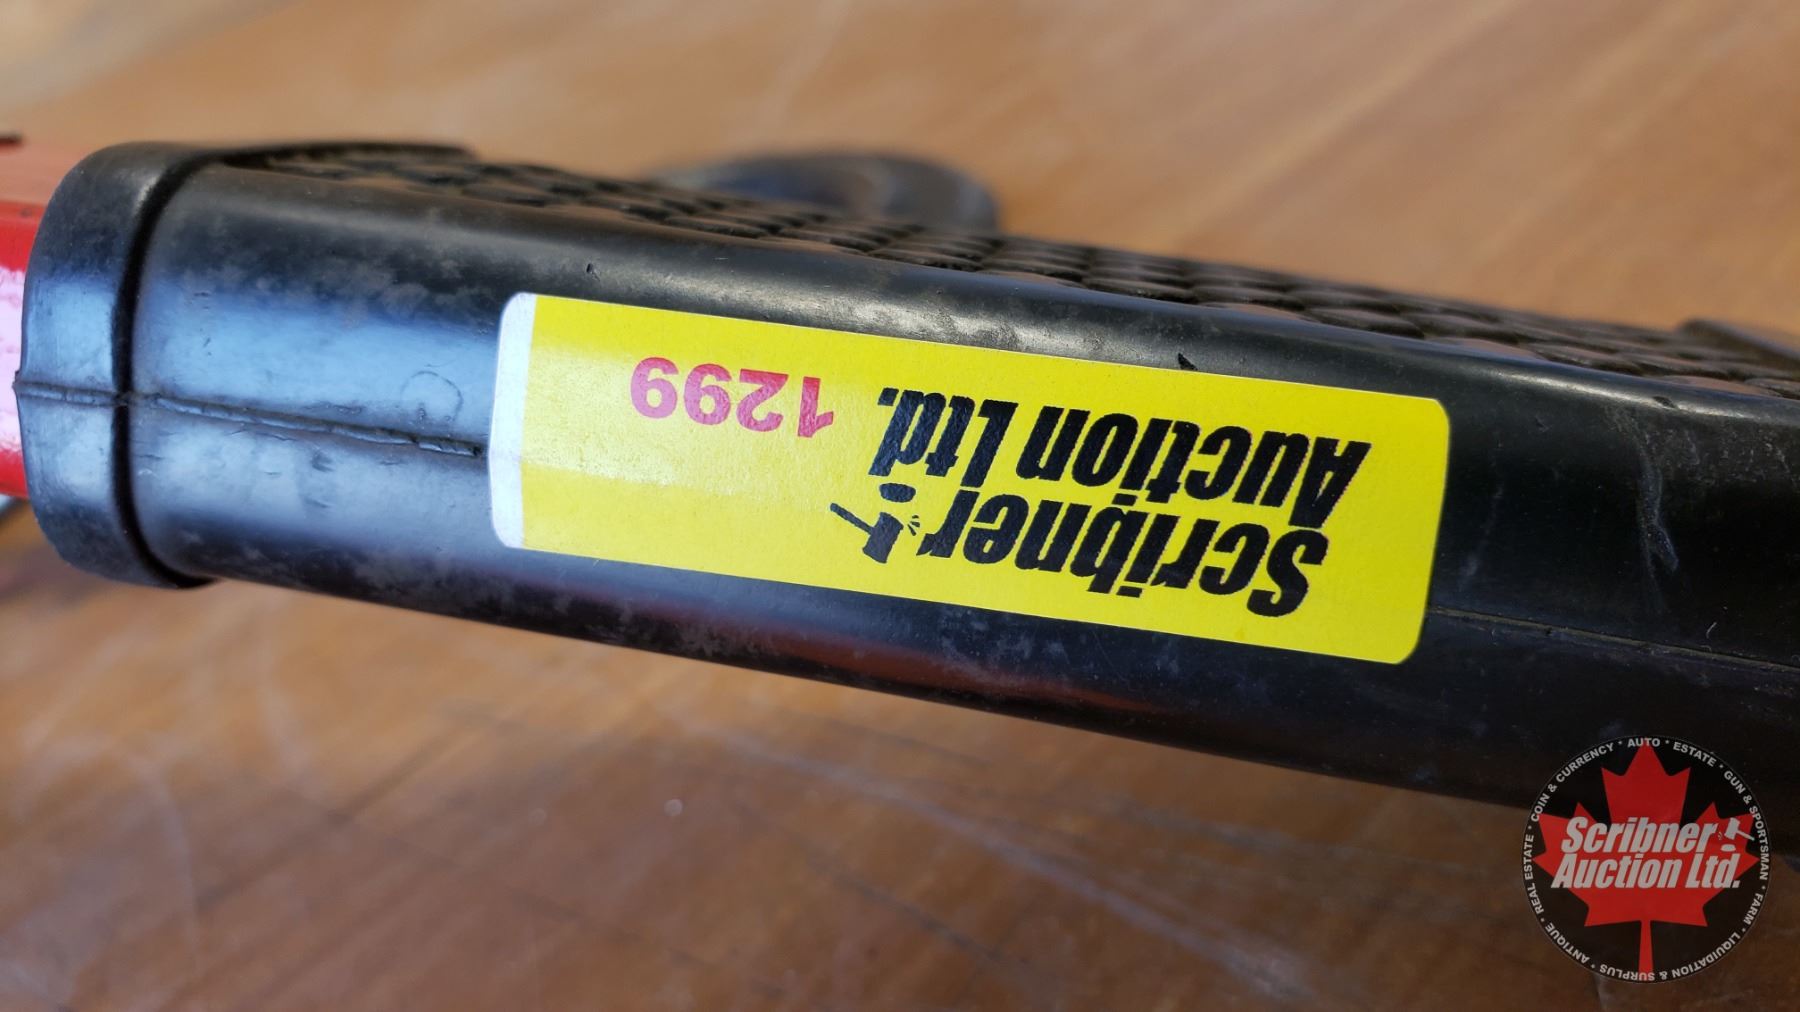 Scribner
Auction Ltd.
1299
ANTIQUE * REAL ESTATE * COIN & CURRENCY * AUTO * ESTATE * GUN & SPORTSMAN * FARM * LIQUIDATION & SURPLUS *
Scribner
Auction Ltd.